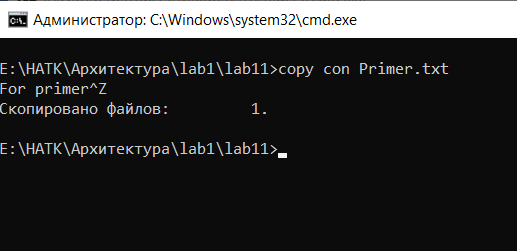 Администратор: C:\Windows\system32\cmd.exe
E:\НАТК\Архитектура\lab1\lab11>copy con Primer.txt
For primer^Z
Скопировано файлов:         1.
E:\НАТК\Архитектура\lab1\lab11>